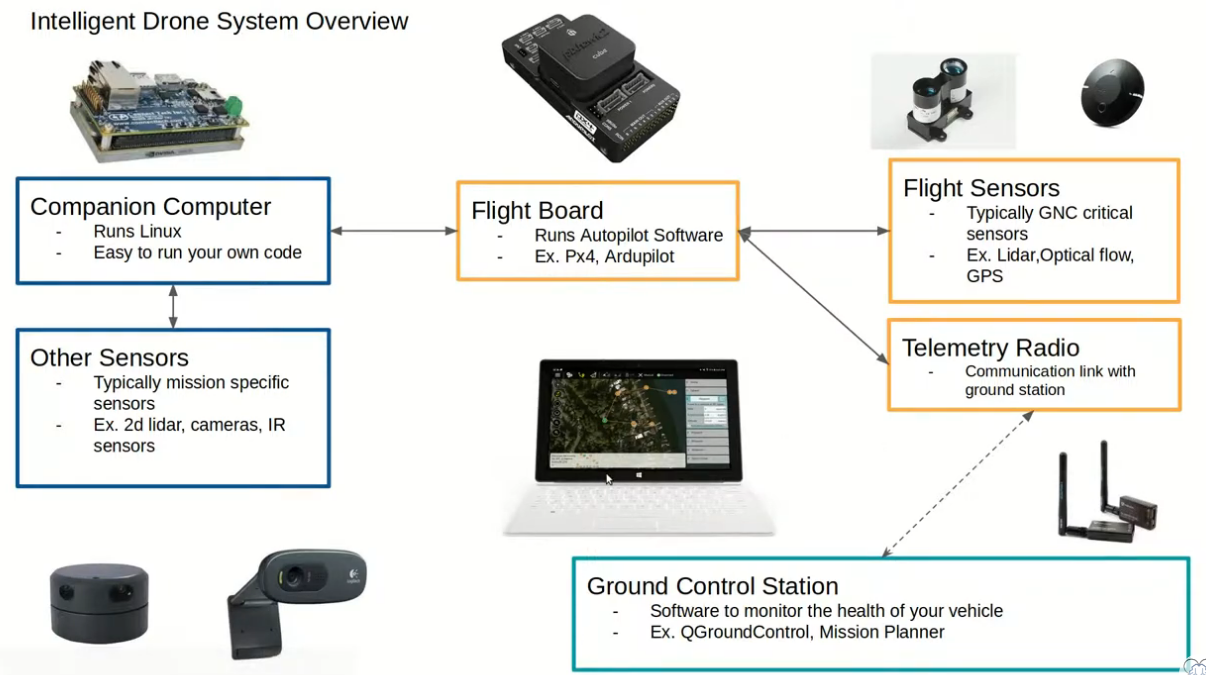 Intelligent Drone System Overview
Companion Computer
- Runs Linux
- Easy to run your own code
Flight Board
- Runs Autopilot Software
- Ex. Px4, Ardupilot
Flight Sensors
- Typically GNC critical
sensors
- Ex. Lidar,Optical flow,
GPS
Other Sensors
- Typically mission specific
sensors
- Ex. 2d lidar, cameras, IR
sensors
Telemetry Radio
- Communication link with
ground station
Ground Control Station
- Software to monitor the health of your vehicle
- Ex. QGroundControl, Mission Planner